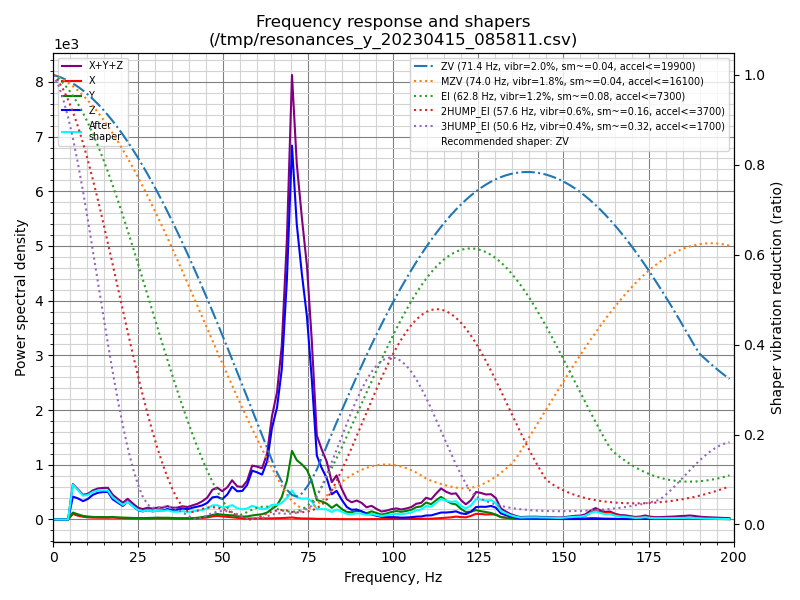 Frequency response and shapers
(/tmp/resonances_y_20230415_085811.csv)
1e3
X+Y+Z
X
Y
Z
After
shaper
ZV (71.4 Hz, vibr=2.0%, sm~=0.04, accel<=19900)
MZV (74.0 Hz, vibr=1.8%, sm~=0.04, accel<=16100)
EI (62.8 Hz, vibr=1.2%, sm~=0.08, accel<=7300)
2HUMP_EI (57.6 Hz, vibr=0.6%, sm~=0.16, accel<=3700)
3HUMP_EI (50.6 Hz, vibr=0.4%, sm~=0.32, accel<=1700)
Recommended shaper: ZV
Power spectral density
8
7
6
5
4
3
2
1
0
1.0
0.8
0.6
0.4
0.2
0.0
Shaper vibration reduction (ratio)
0 25 50 75 100 125 150 175 200
Frequency, Hz